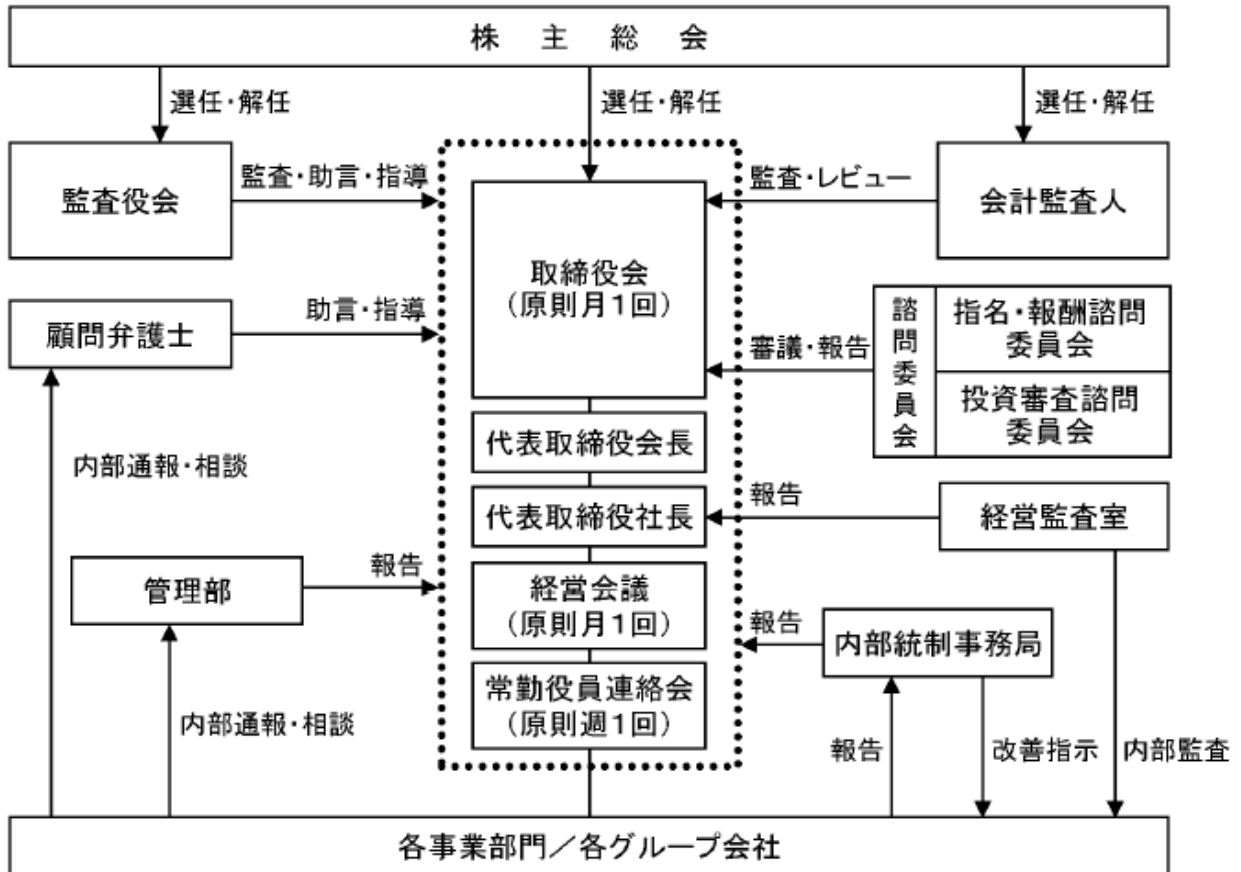 株主総会
選任・解任
選任・解任
選任・解任
監査役会
監査・助言・指導
監査・レビュー
会計監査人
取締役会
(原則月1回)
顧問弁護士
助言・指導
審議・報告
諮問委員会
指名・報酬諮問
委員会
投資審査諮問
委員会
代表取締役会長
内部通報・相談
代表取締役社長
報告
経営監査室
管理部
報告
経営会議
(原則月1回)
報告
内部統制事務局
常勤役員連絡会
(原則週1回)
内部通報・相談
報告
改善指示
内部監査
各事業部門/各グループ会社